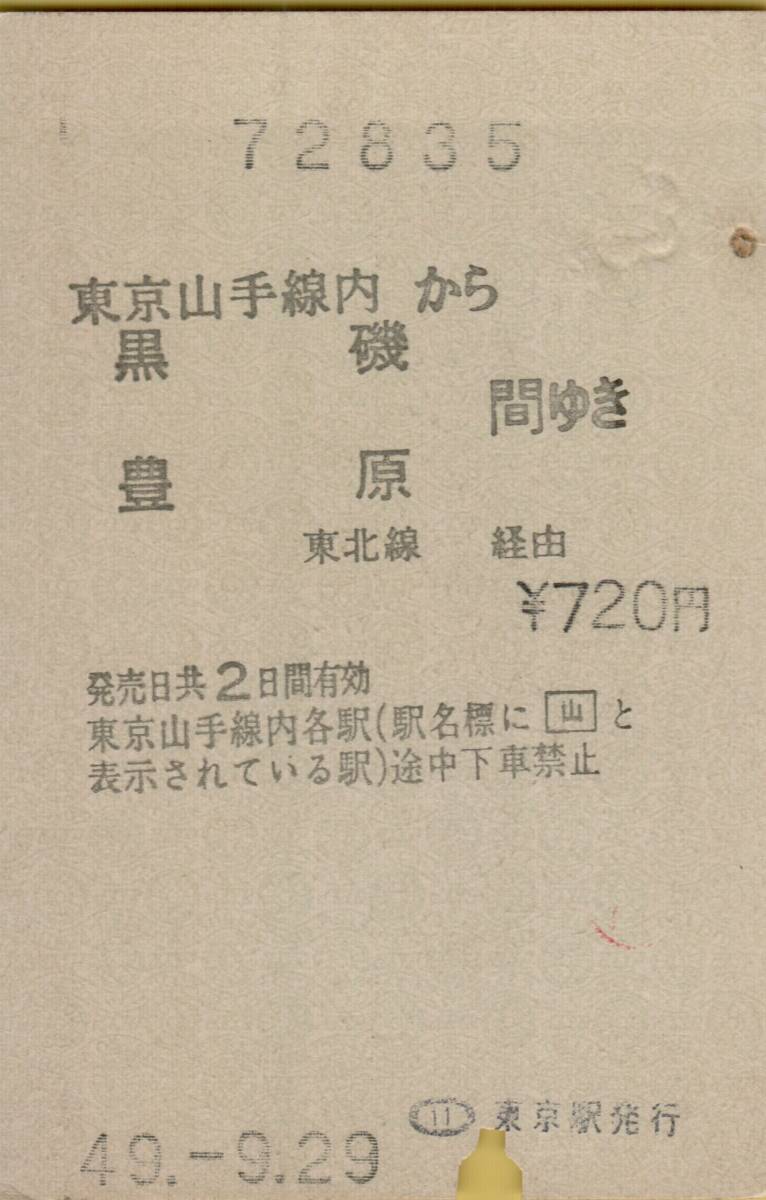 72835
東京山手線内 から
黒 磯
間ゆき
豊 原
東北線 経由
¥720円
発売日共2日間有効
東京山手線内各駅(駅名標に 山 と
表示されている駅)途中下車禁止
11 東京駅発行
49.-9.29